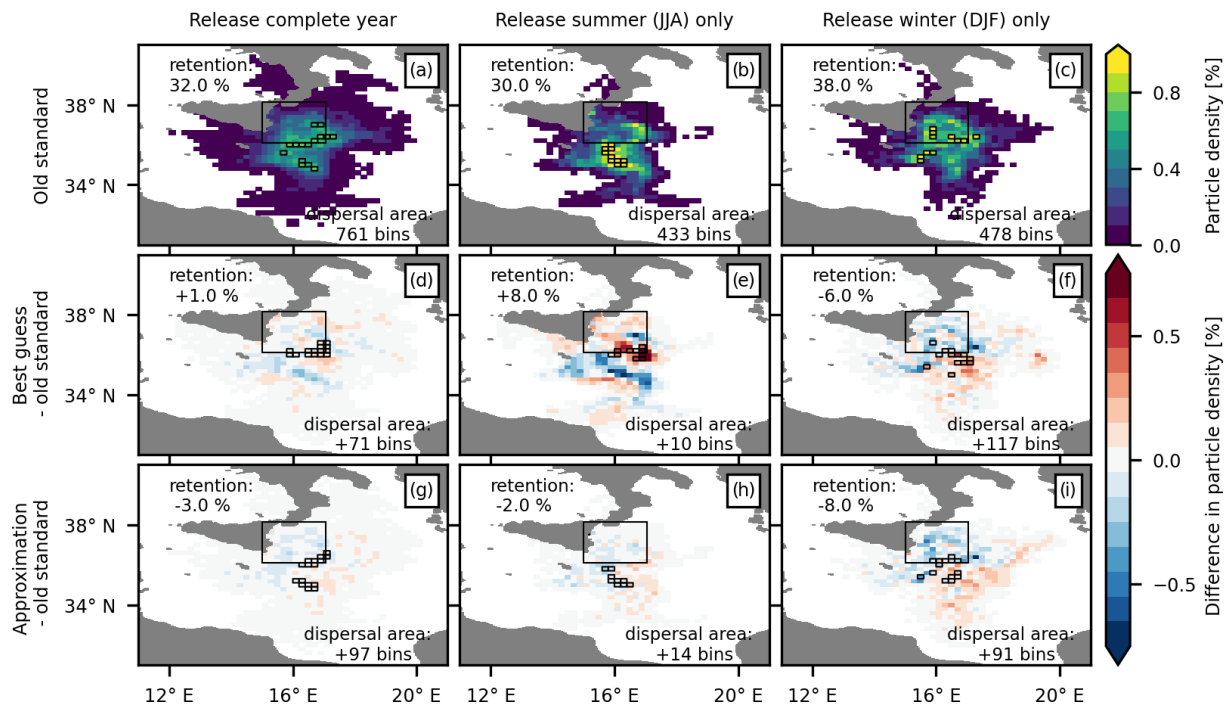 Release complete year
Release summer (JJA) only
Release winter (DJF) only
Old standard
38° N
34° N
retention:
32.0 %
(a)
dispersal area:
761 bins
retention:
30.0 %
(b)
dispersal area:
433 bins
retention:
38.0 %
(c)
dispersal area:
478 bins
0.8
0.4
0.0
Particle density [%]
Best guess
- old standard
38° N
34° N
retention:
+1.0 %
(d)
dispersal area:
+71 bins
retention:
+8.0 %
(e)
dispersal area:
+10 bins
retention:
-6.0 %
(f)
dispersal area:
+117 bins
Approximation
- old standard
38° N
34° N
retention:
-3.0 %
(g)
dispersal area:
+97 bins
retention:
-2.0 %
(h)
dispersal area:
+14 bins
retention:
-8.0 %
(i)
dispersal area:
+91 bins
0.5
0.0
−0.5
Difference in particle density [%]
12° E
16° E
20° E
12° E
16° E
20° E
12° E
16° E
20° E